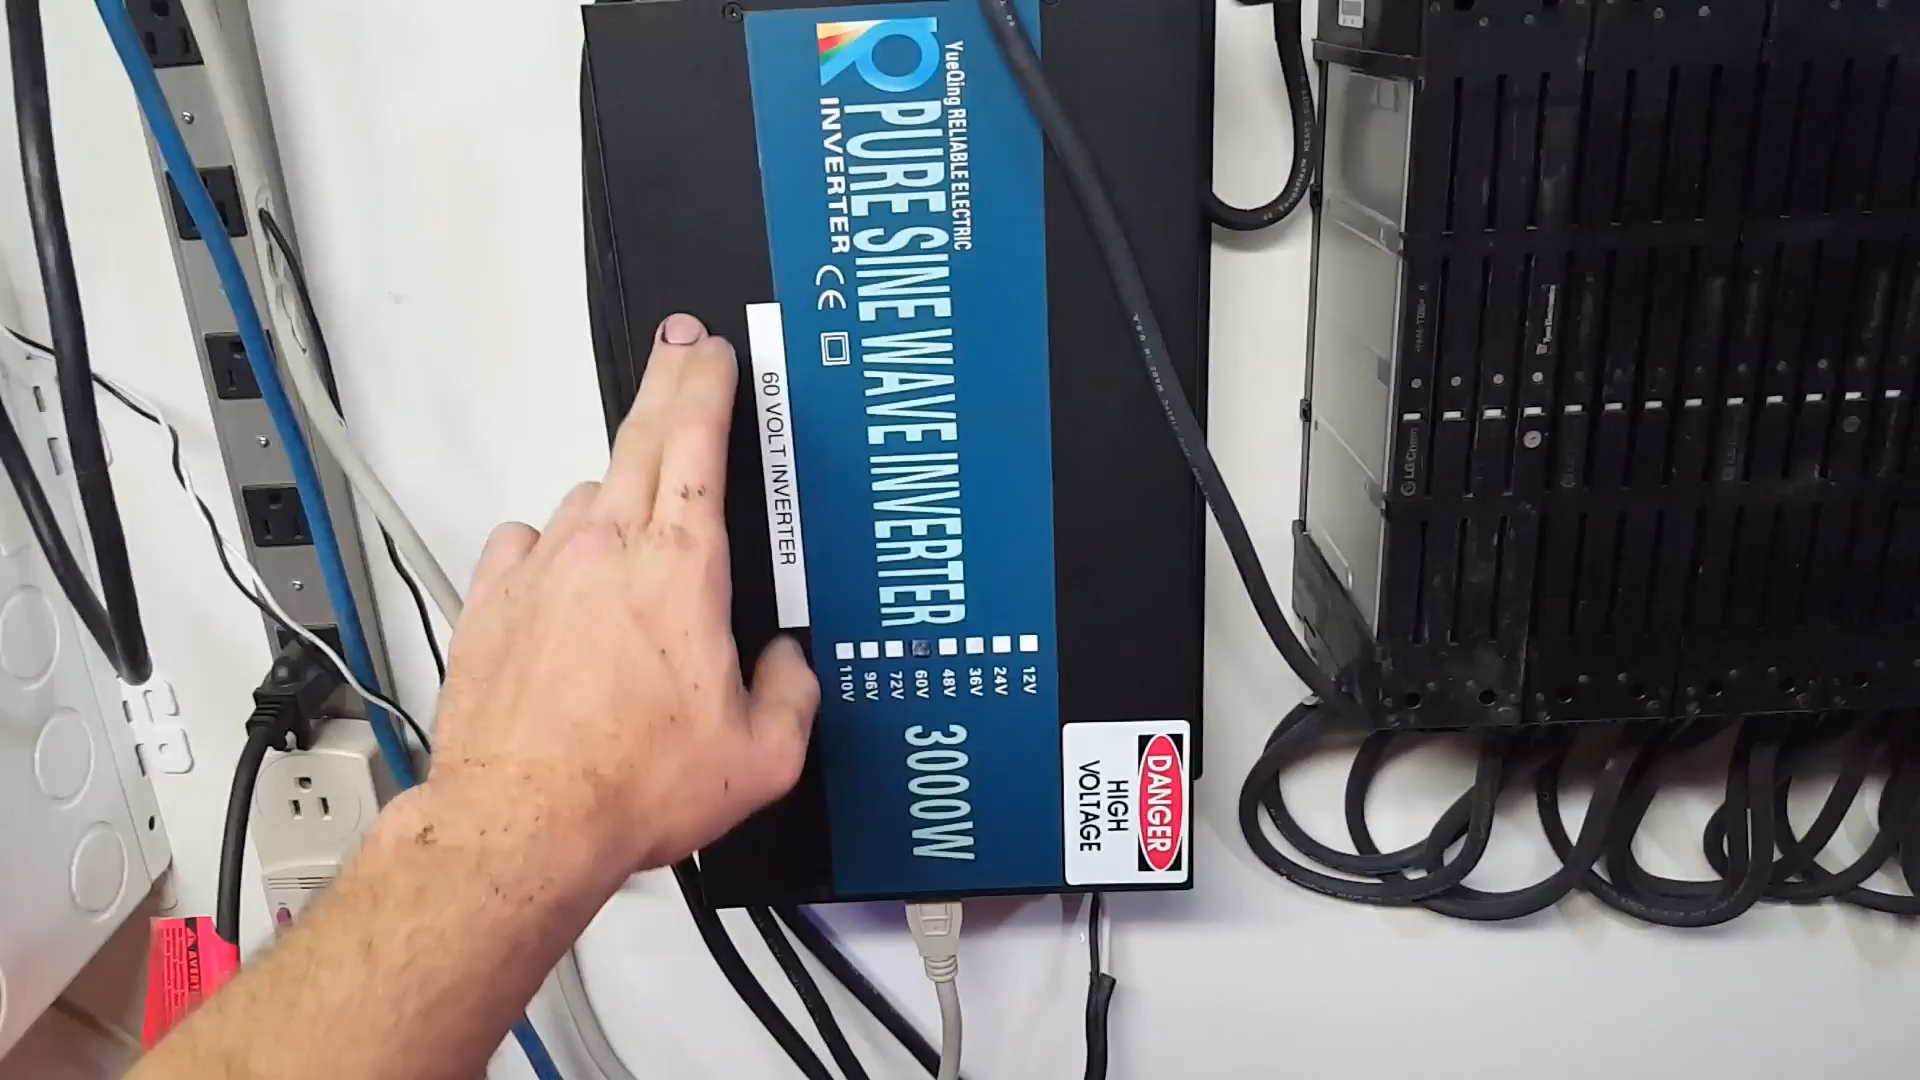 YueQing RELIABLE ELECTRIC
PURE SINE WAVE INVERTER
INVERTER CE
60 VOLT INVERTER
12V
24V
36V
48V
60V
72V
96V
110V
3000W
DANGER
HIGH
VOLTAGE
LG Chem